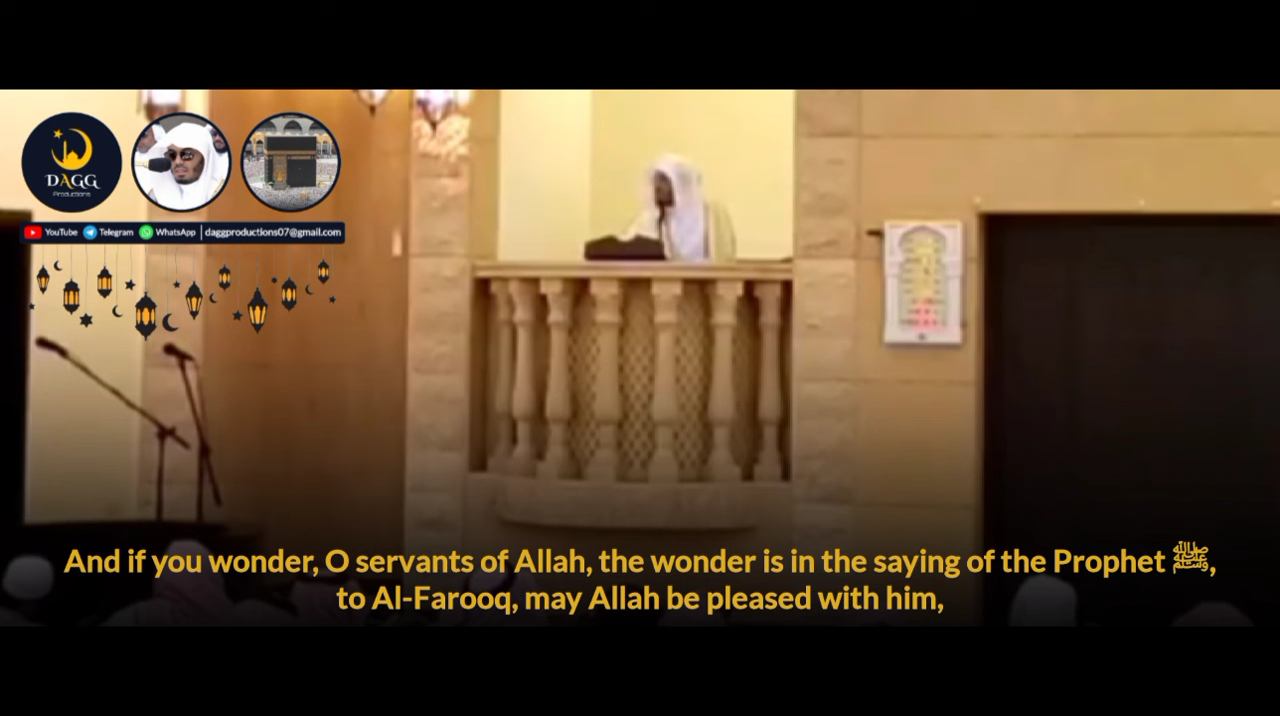 DAGG
Productions
YouTube Telegram WhatsApp | daggproductions07@gmail.com
And if you wonder, O servants of Allah, the wonder is in the saying of the Prophet ﷺ,
to Al-Farooq, may Allah be pleased with him,